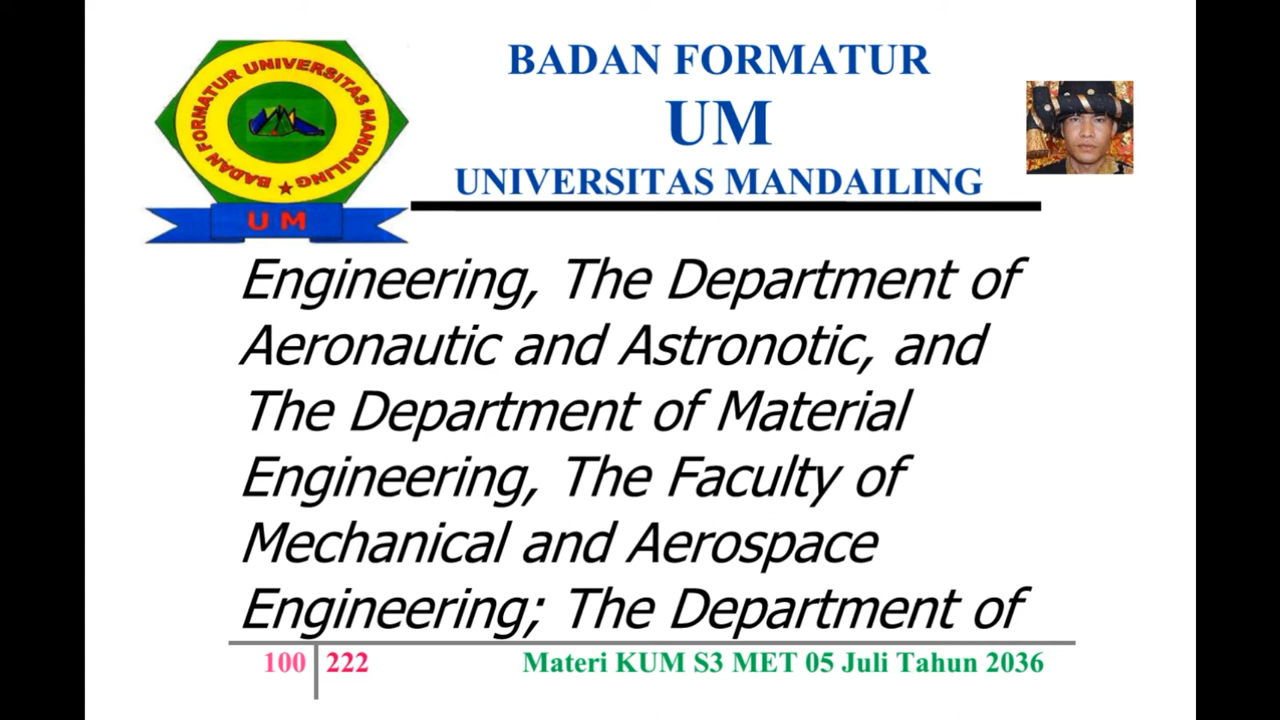 BADAN FORMATUR UNIVERSITAS MANDAILING
UM
BADAN FORMATUR
UM
UNIVERSITAS MANDAILING
Engineering, The Department of
Aeronautic and Astronotic, and
The Department of Material
Engineering, The Faculty of
Mechanical and Aerospace
Engineering; The Department of
100 222 Materi KUM S3 MET 05 Juli Tahun 2036